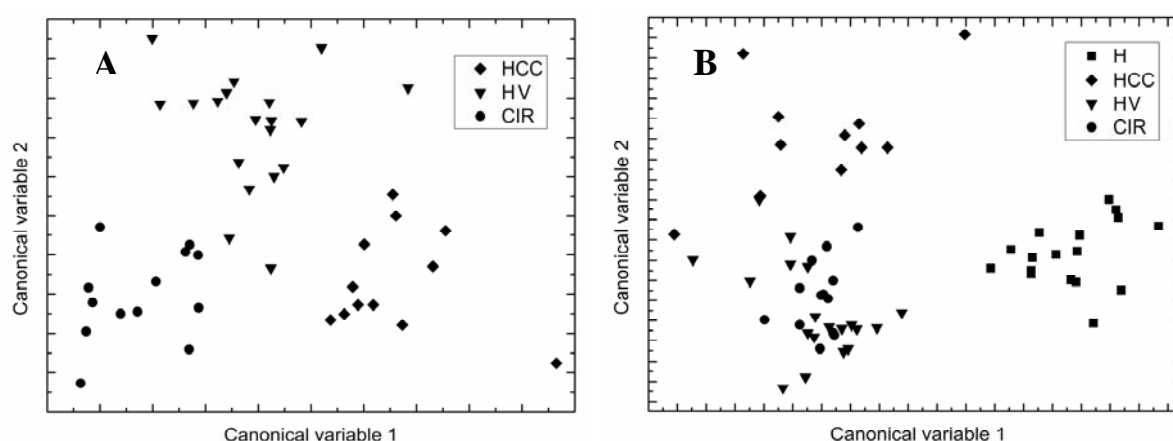 A
HCC
HV
CIR
Canonical variable 2
Canonical variable 1
B
H
HCC
HV
CIR
Canonical variable 2
Canonical variable 1